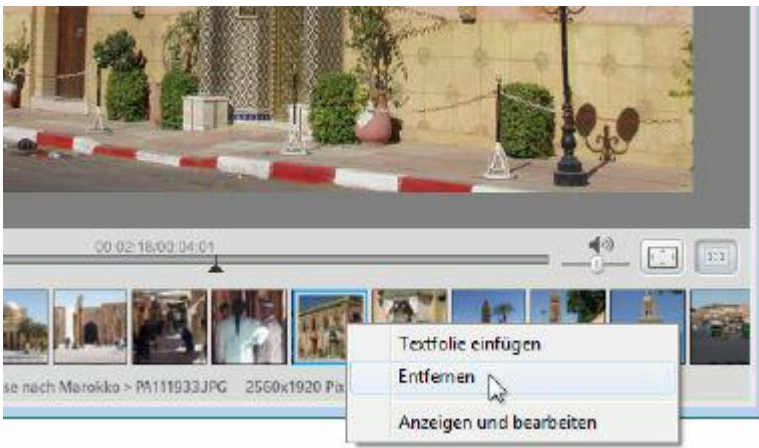 00:02:18/00:04:01
Textfolie einfügen
se nach Marokko > PA111933.JPG 2560x1920 Pix
Entfernen
Anzeigen und bearbeiten